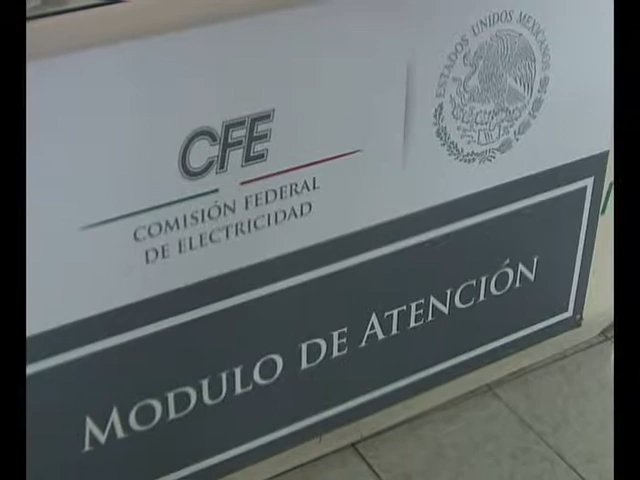 ESTADOS UNIDOS MEXICANOS
CFE
COMISIÓN FEDERAL
DE ELECTRICIDAD
MODULO DE ATENCIÓN